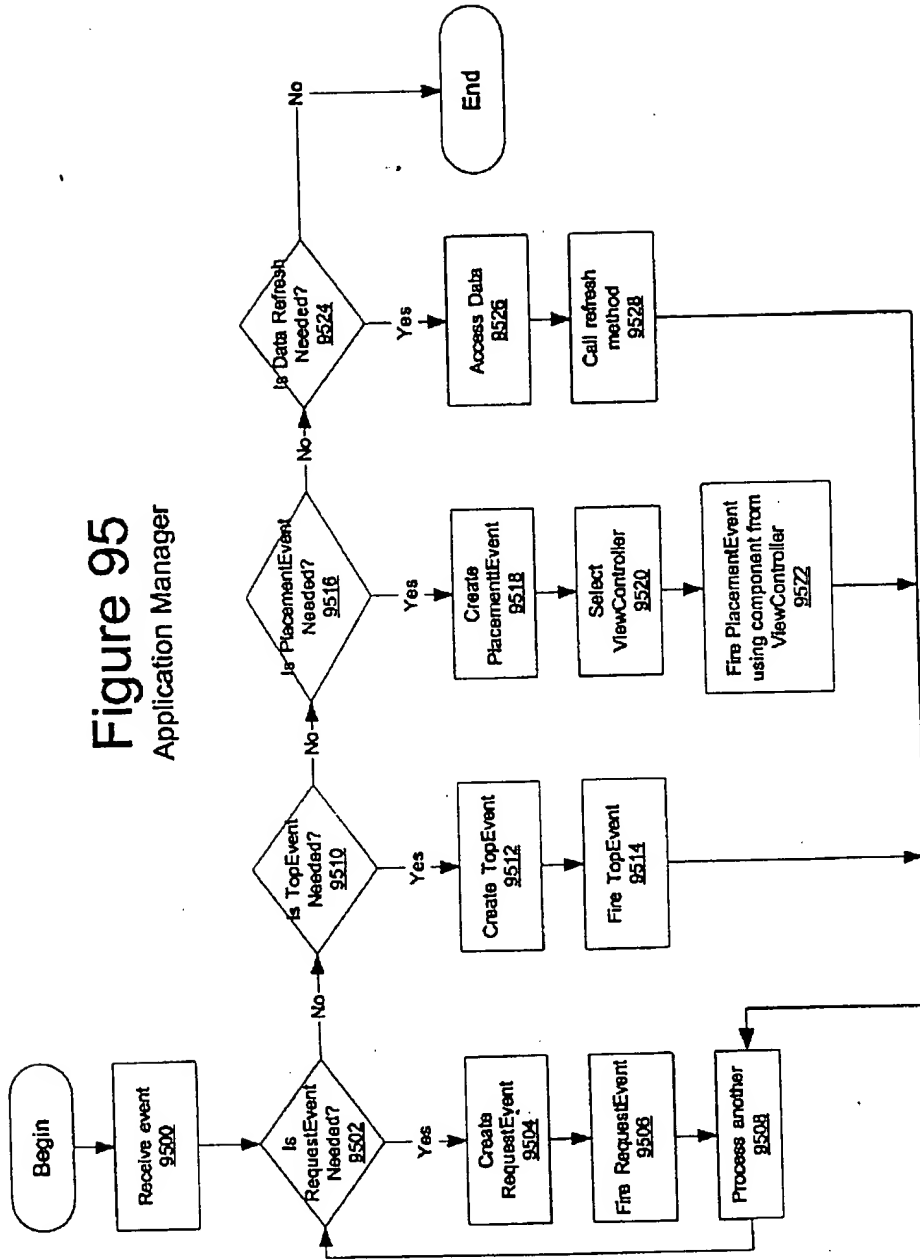 Figure 95
Application Manager
Begin
Receive event
9500
Is
RequestEvent
Needed?
9502
Yes
No
Create
RequestEvent
9504
Fire RequestEvent
9506
Process another
9508
Is TopEvent
Needed?
9510
Yes
No
Create TopEvent
9512
Fire TopEvent
9514
Is PlacementEvent
Needed?
9516
Yes
No
Create
PlacementtEvent
9518
Select
ViewController
9520
Fire PlacementEvent
using component from
ViewController
9522
Is Data Refresh
Needed?
9524
Yes
No
Access Data
9526
Call refresh
method
9528
End